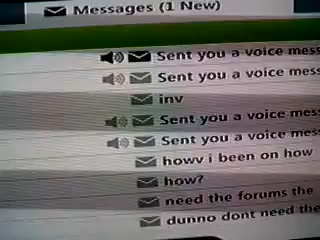 Messages (1 New)
Sent you a voice mess
Sent you a voice mess
inv
Sent you a voice mess
Sent you a voice mess
howv i been on how
how?
need the forums the
dunno dont need the